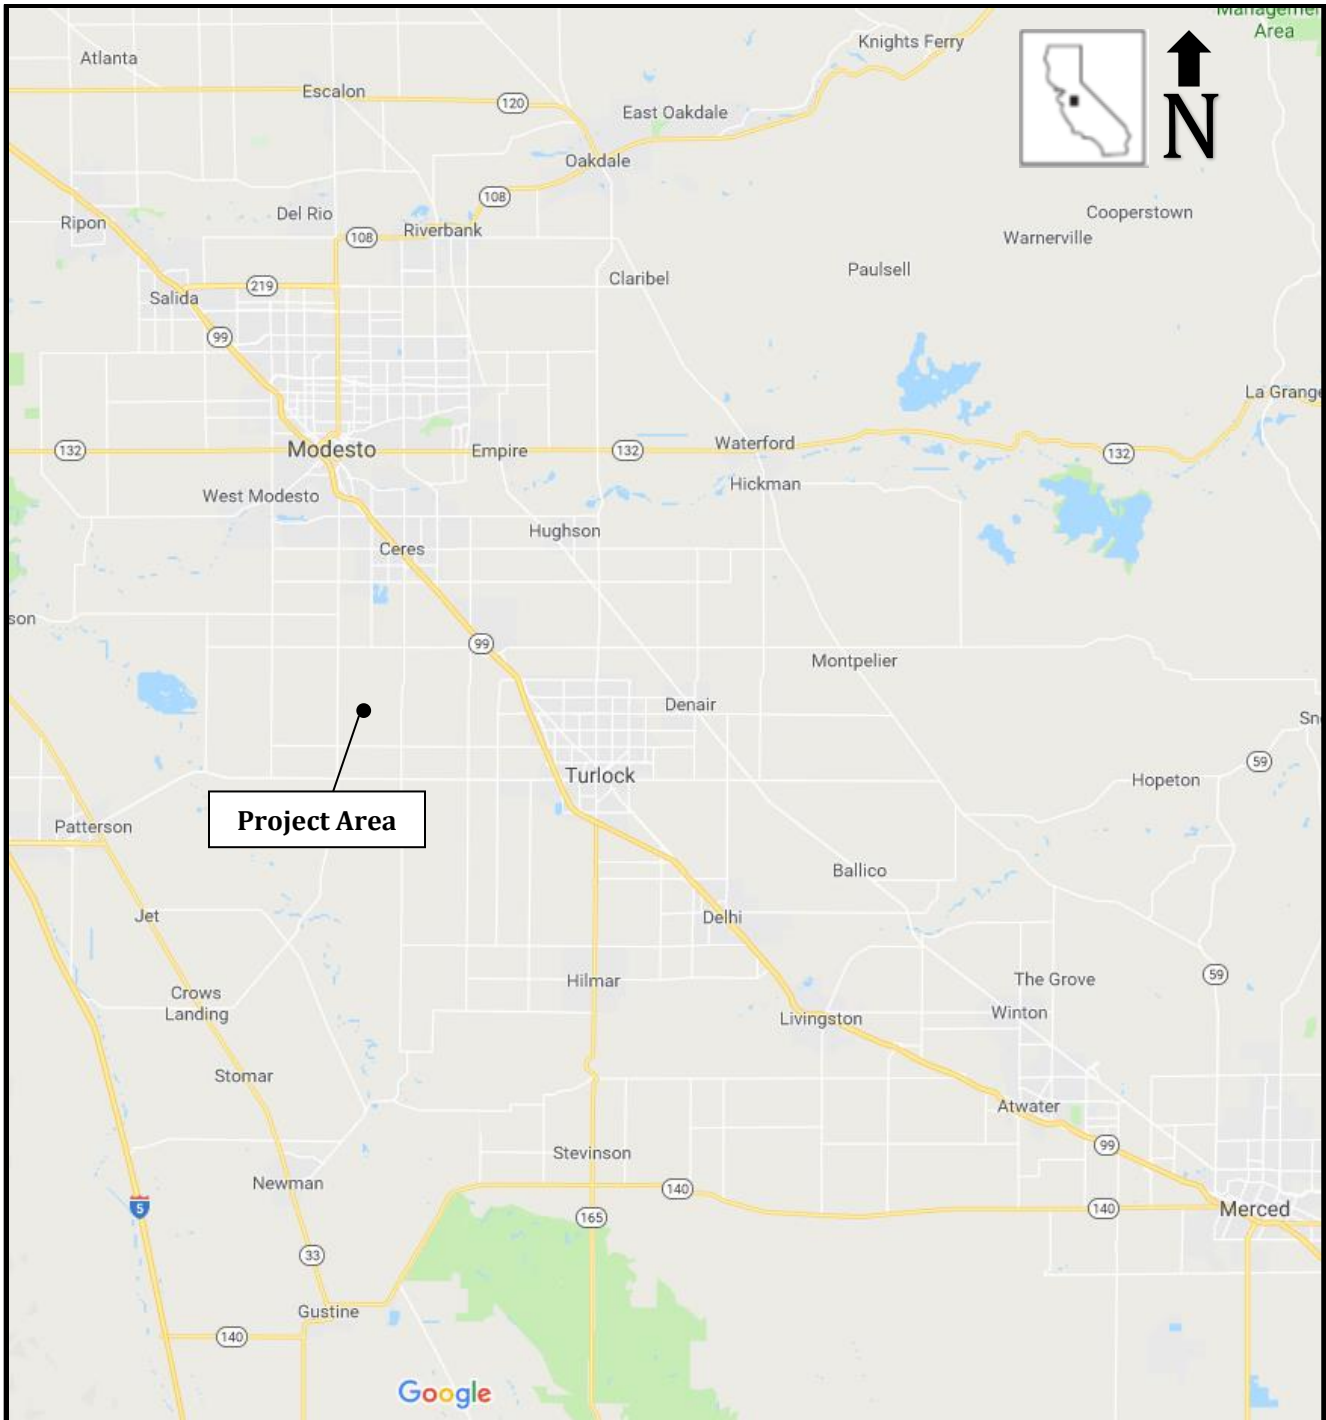 Management
Area
Knights Ferry
Atlanta
Escalon
120
East Oakdale
N
Oakdale
108
Cooperstown
Del Rio
Ripon
Riverbank
108
Warnerville
Paulsell
Claribel
219
Salida
99
La Grange
Waterford
Modesto
132
Empire
132
132
Hickman
West Modesto
Hughson
Ceres
son
99
Montpelier
Denair
Sn
59
Turlock
Hopeton
Project Area
Patterson
Ballico
Jet
Delhi
59
The Grove
Hilmar
Crows
Landing
Winton
Livingston
Stomar
Atwater
99
Stevinson
Newman
140
5
140
Merced
165
33
Gustine
140
Google